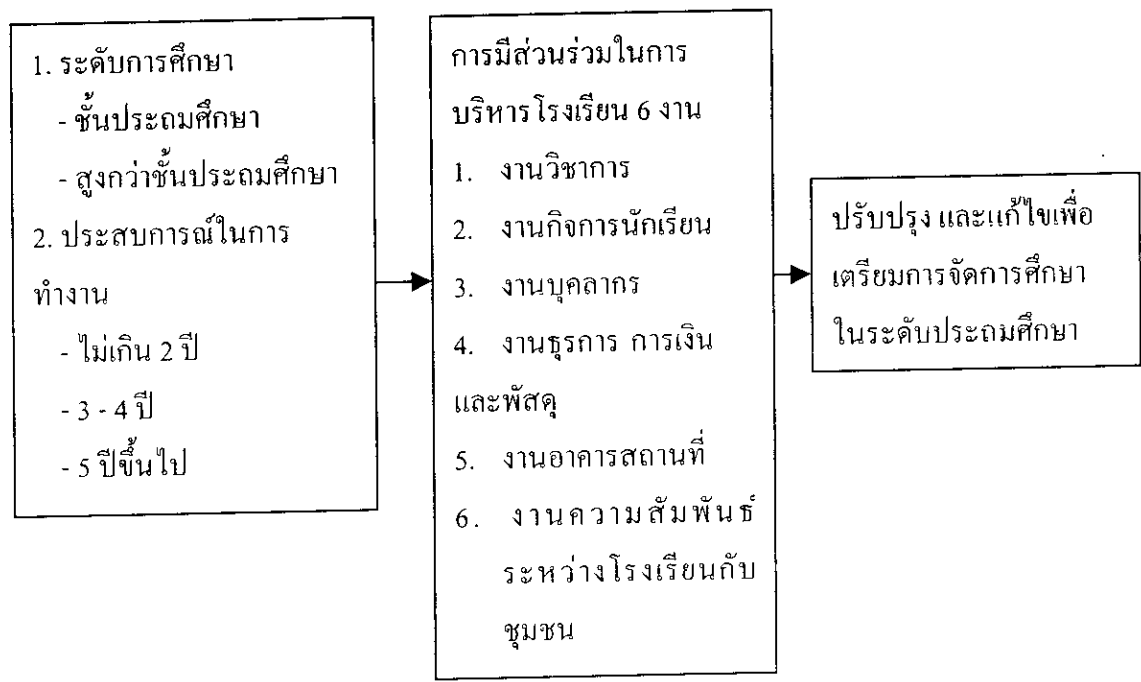 1. ระดับการศึกษา
- ชั้นประถมศึกษา
- สูงกว่าชั้นประถมศึกษา
2. ประสบการณ์ในการ
ทำงาน
- ไม่เกิน 2 ปี
- 3 - 4 ปี
- 5 ปีขึ้นไป
การมีส่วนร่วมในการ
บริหารโรงเรียน 6 งาน
1. งานวิชาการ
2. งานกิจการนักเรียน
3. งานบุคลากร
4. งานธุรการ การเงิน
และพัสดุ
5. งานอาคารสถานที่
6. งานความสัมพันธ์
ระหว่างโรงเรียนกับ
ชุมชน
ปรับปรุง และแก้ไขเพื่อ
เตรียมการจัดการศึกษา
ในระดับประถมศึกษา